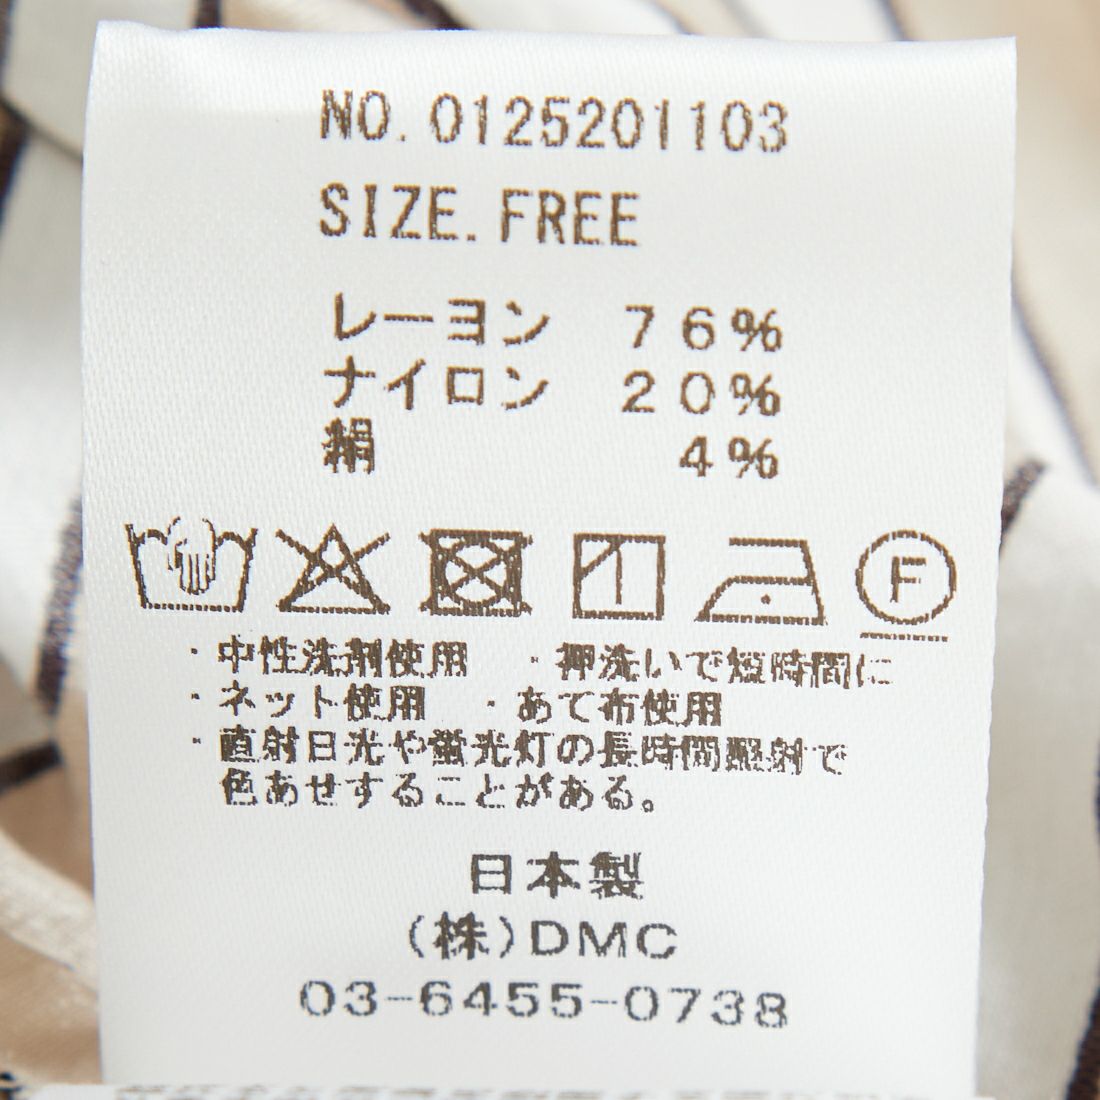 NO.0125201103
SIZE.FREE
レーヨン 76%
ナイロン 20%
絹 4%
F
・中性洗剤使用 ・押洗いで短時間に
・ネット使用 ・あて布使用
・直射日光や蛍光灯の長時間照射で
色あせすることがある。
日本製
(株)DMC
03-6455-0738